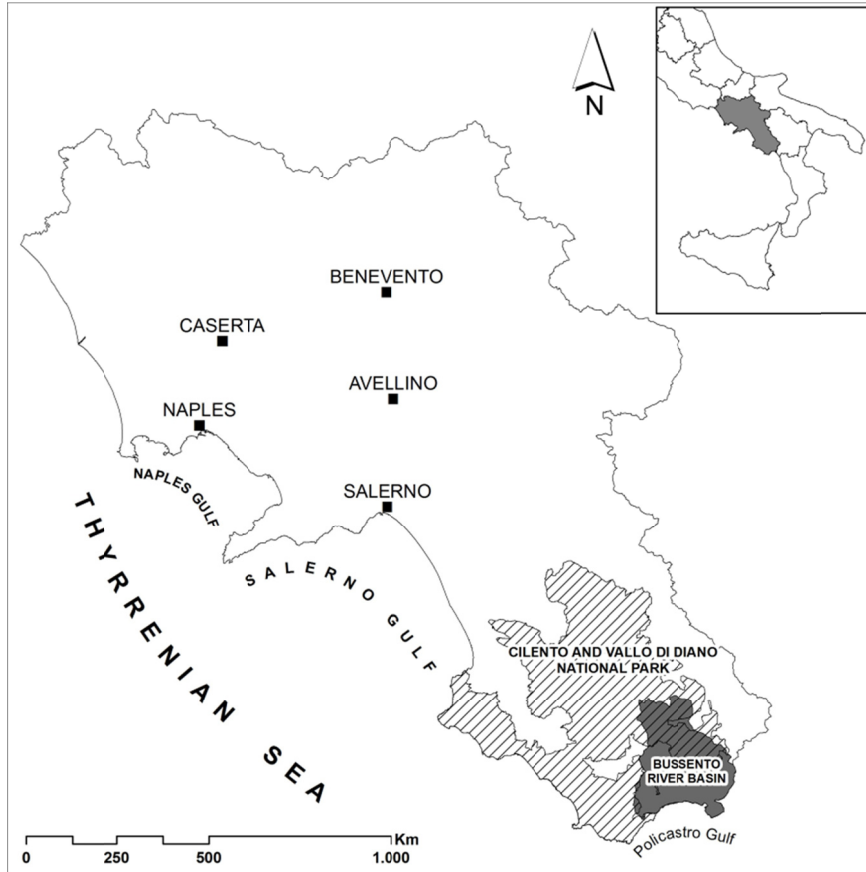 N
BENEVENTO
CASERTA
AVELLINO
NAPLES
NAPLES GULF
SALERNO
SALERNO GULF
THYRRENIAN SEA
CILENTO AND VALLO DI DIANO
NATIONAL PARK
BUSSENTO
RIVER BASIN
Policastro Gulf
Km
0 250 500 1.000